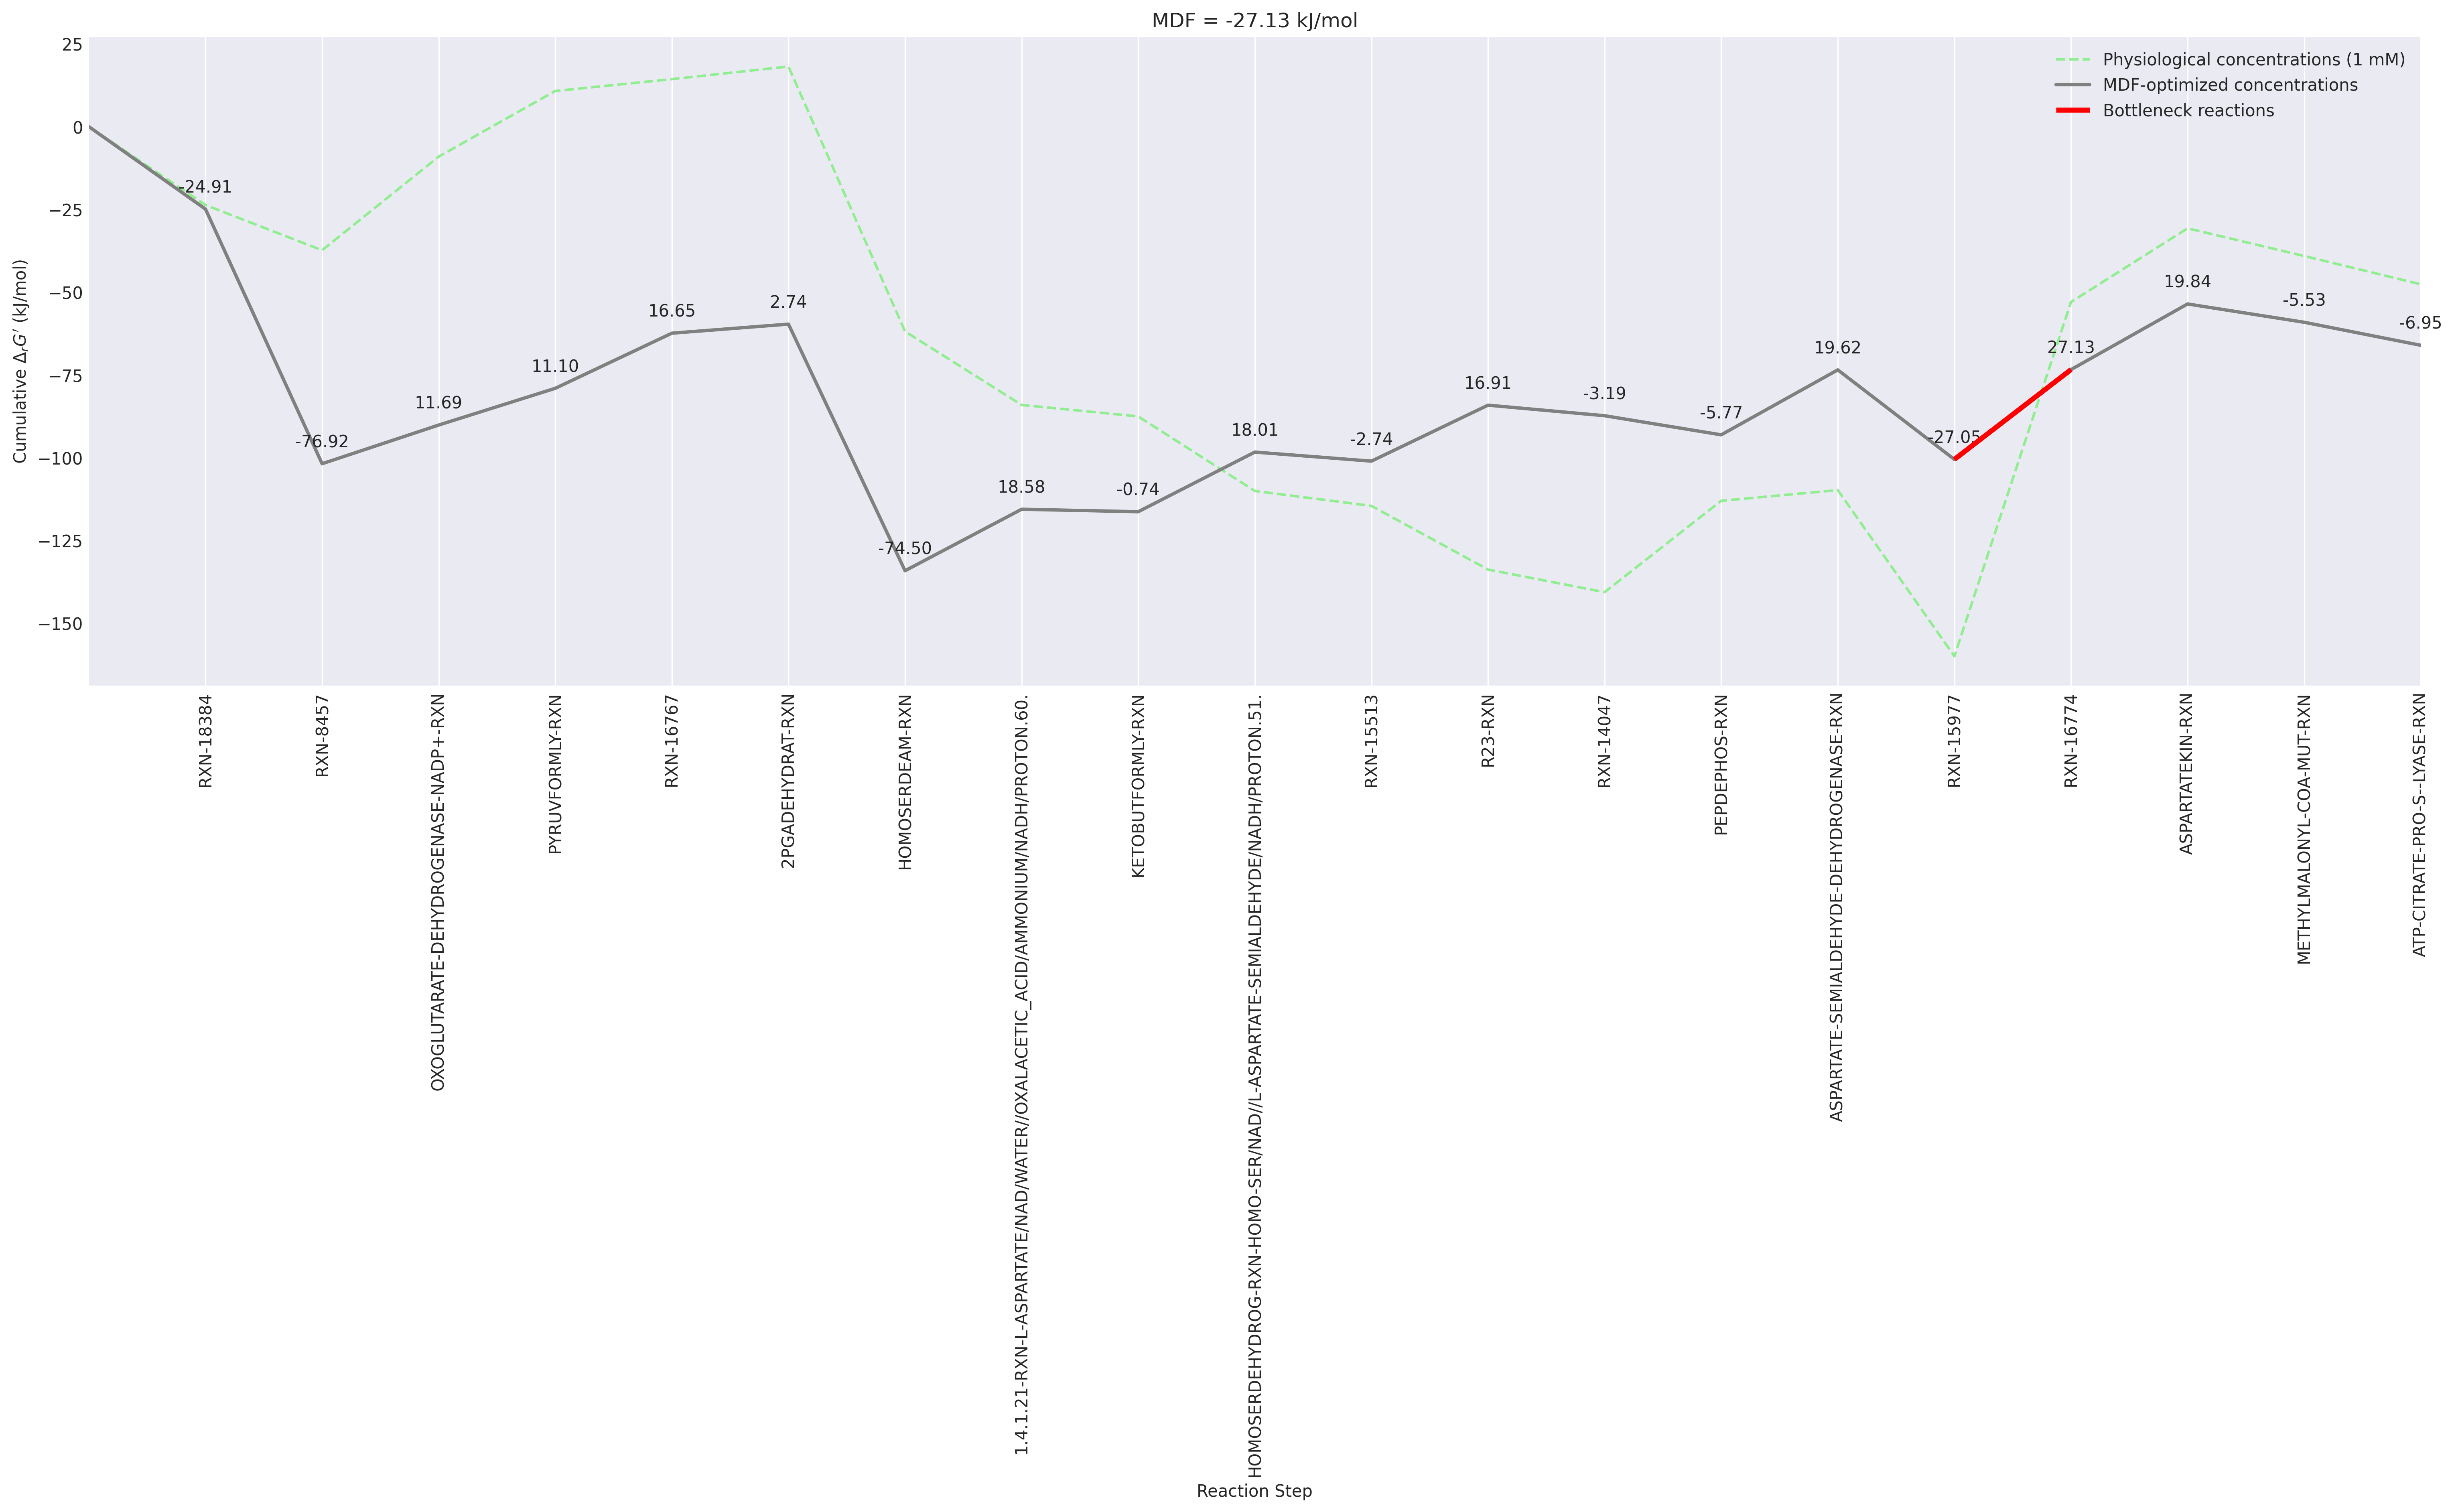 MDF = -27.13 kJ/mol
Physiological concentrations (1 mM)
MDF-optimized concentrations
Bottleneck reactions
Cumulative ΔrG′ (kJ/mol)
25
0
−25
−50
−75
−100
−125
−150
-24.91
-76.92
11.69
11.10
16.65
2.74
-74.50
18.58
-0.74
18.01
-2.74
16.91
-3.19
-5.77
19.62
-27.05
27.13
19.84
-5.53
-6.95
RXN-18384
RXN-8457
OXOGLUTARATE-DEHYDROGENASE-NADP+-RXN
PYRUVFORMLY-RXN
RXN-16767
2PGADEHYDRAT-RXN
HOMOSERDEAM-RXN
1.4.1.21-RXN-L-ASPARTATE/NAD/WATER//OXALACETIC_ACID/AMMONIUM/NADH/PROTON.60.
KETOBUTFORMLY-RXN
HOMOSERDEHYDROG-RXN-HOMO-SER/NAD//L-ASPARTATE-SEMIALDEHYDE/NADH/PROTON.51.
RXN-15513
R23-RXN
RXN-14047
PEPDEPHOS-RXN
ASPARTATE-SEMIALDEHYDE-DEHYDROGENASE-RXN
RXN-15977
RXN-16774
ASPARTATEKIN-RXN
METHYLMALONYL-COA-MUT-RXN
ATP-CITRATE-PRO-S--LYASE-RXN
Reaction Step